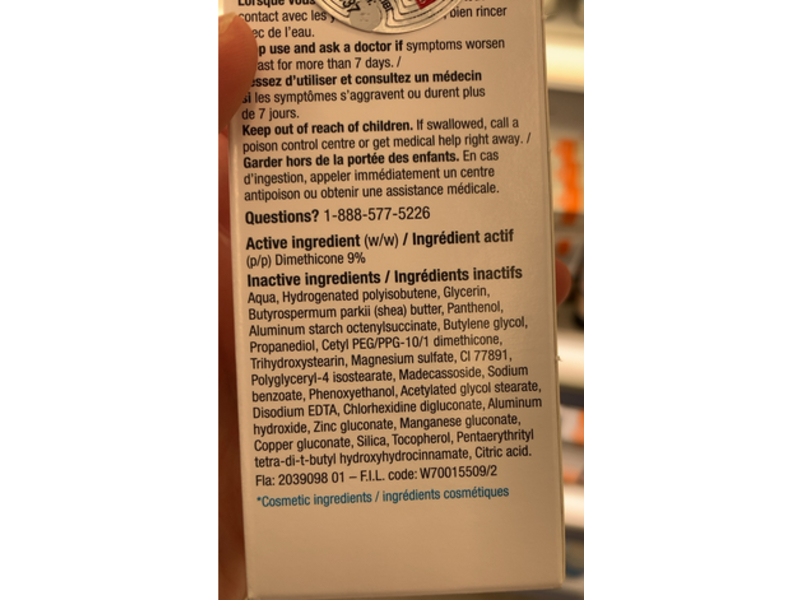 Lorsque vous
contact avec les bien rincer
de l'eau.
use and ask a doctor if symptoms worsen
for more than 7 days. /
d'utiliser et consultez un médecin
si les symptômes s'aggravent ou durent plus
de 7 jours.
Keep out of reach of children. If swallowed, call a
poison control centre or get medical help right away. /
Garder hors de la portée des enfants. En cas
d'ingestion, appeler immédiatement un centre
antipoison ou obtenir une assistance médicale.
Questions? 1-888-577-5226
Active ingredient (w/w) / Ingrédient actif
(p/p) Dimethicone 9%
Inactive ingredients / Ingrédients inactifs
Aqua, Hydrogenated polyisobutene, Glycerin,
Butyrospermum parkii (shea) butter, Panthenol,
Aluminum starch octenylsuccinate, Butylene glycol,
Propanediol, Cetyl PEG/PPG-10/1 dimethicone,
Trihydroxystearin, Magnesium sulfate, CI 77891,
Polyglyceryl-4 isostearate, Madecassoside, Sodium
benzoate, Phenoxyethanol, Acetylated glycol stearate,
Disodium EDTA, Chlorhexidine digluconate, Aluminum
hydroxide, Zinc gluconate, Manganese gluconate,
Copper gluconate, Silica, Tocopherol, Pentaerythrityl
tetra-di-t-butyl hydroxyhydrocinnamate, Citric acid.
Fla: 2039098 01 – F.I.L. code: W70015509/2
*Cosmetic ingredients / ingrédients cosmétiques